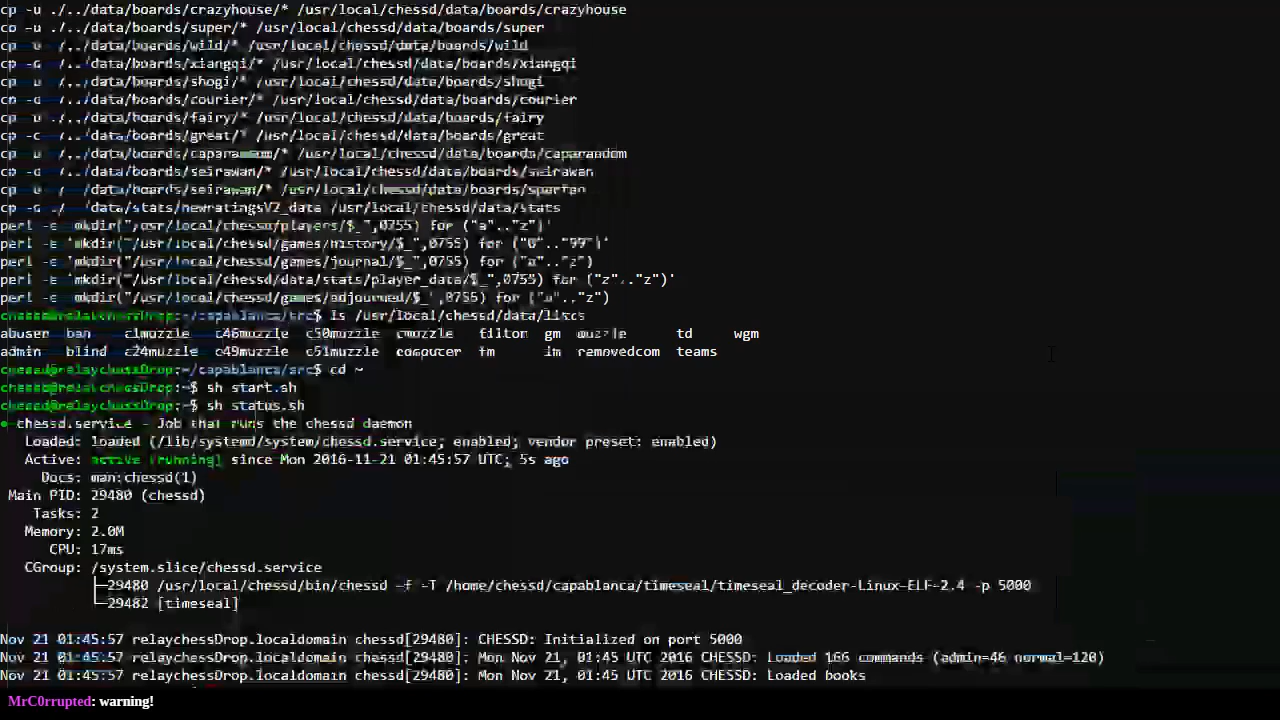 cp -u ./../data/boards/crazyhouse/* /usr/local/chessd/data/boards/crazyhouse
cp -u ./../data/boards/super/* /usr/local/chessd/data/boards/super
cp -u ./../data/boards/wild/* /usr/local/chessd/data/boards/wild
cp -u ./../data/boards/xiangqi/* /usr/local/chessd/data/boards/xiangqi
cp -u ./../data/boards/shogi/* /usr/local/chessd/data/boards/shogi
cp -u ./../data/boards/courier/* /usr/local/chessd/data/boards/courier
cp -u ./../data/boards/fairy/* /usr/local/chessd/data/boards/fairy
cp -u ./../data/boards/great/* /usr/local/chessd/data/boards/great
cp -u ./../data/boards/caparandom/* /usr/local/chessd/data/boards/caparandom
cp -u ./../data/boards/seirawan/* /usr/local/chessd/data/boards/seirawan
cp -u ./../data/boards/seirawan/* /usr/local/chessd/data/boards/spartan
cp -u ./../data/stats/newratingsV2_data /usr/local/chessd/data/stats
perl -e 'mkdir("/usr/local/chessd/players/$_",0755) for ("a".."z")'
perl -e 'mkdir("/usr/local/chessd/games/history/$_",0755) for ("0".."99")'
perl -e 'mkdir("/usr/local/chessd/games/journal/$_",0755) for ("a".."z")
perl -e 'mkdir("/usr/local/chessd/data/stats/player_data/$_",0755) for ("a".."z")'
perl -e 'mkdir("/usr/local/chessd/games/adjourned/$_",0755) for ("a".."z")
chessd@relaychessDrop:~/capablanca/src$ ls /usr/local/chessd/data/lists
abuser ban c1muzzle c46muzzle c50muzzle cmuzzle filter gm muzzle td wgm
admin blind c24muzzle c49muzzle c51muzzle computer fm im removedcom teams
chessd@relaychessDrop:~/capablanca/src$ cd ~
chessd@relaychessDrop:~$ sh start.sh
chessd@relaychessDrop:~$ sh status.sh
● chessd.service - Job that runs the chessd daemon
Loaded: loaded (/lib/systemd/system/chessd.service; enabled; vendor preset: enabled)
Active: active (running) since Mon 2016-11-21 01:45:57 UTC; 5s ago
Docs: man:chessd(1)
Main PID: 29480 (chessd)
Tasks: 2
Memory: 2.0M
CPU: 17ms
CGroup: /system.slice/chessd.service
├─29480 /usr/local/chessd/bin/chessd -f -T /home/chessd/capablanca/timeseal/timeseal_decoder-Linux-ELF-2.4 -p 5000
└─29482 [timeseal]
Nov 21 01:45:57 relaychessDrop.localdomain chessd[29480]: CHESSD: Initialized on port 5000
Nov 21 01:45:57 relaychessDrop.localdomain chessd[29480]: Mon Nov 21, 01:45 UTC 2016 CHESSD: Loaded 166 commands (admin=46 normal=120)
Nov 21 01:45:57 relaychessDrop.localdomain chessd[29480]: Mon Nov 21, 01:45 UTC 2016 CHESSD: Loaded books
MrC0rrupted: warning!